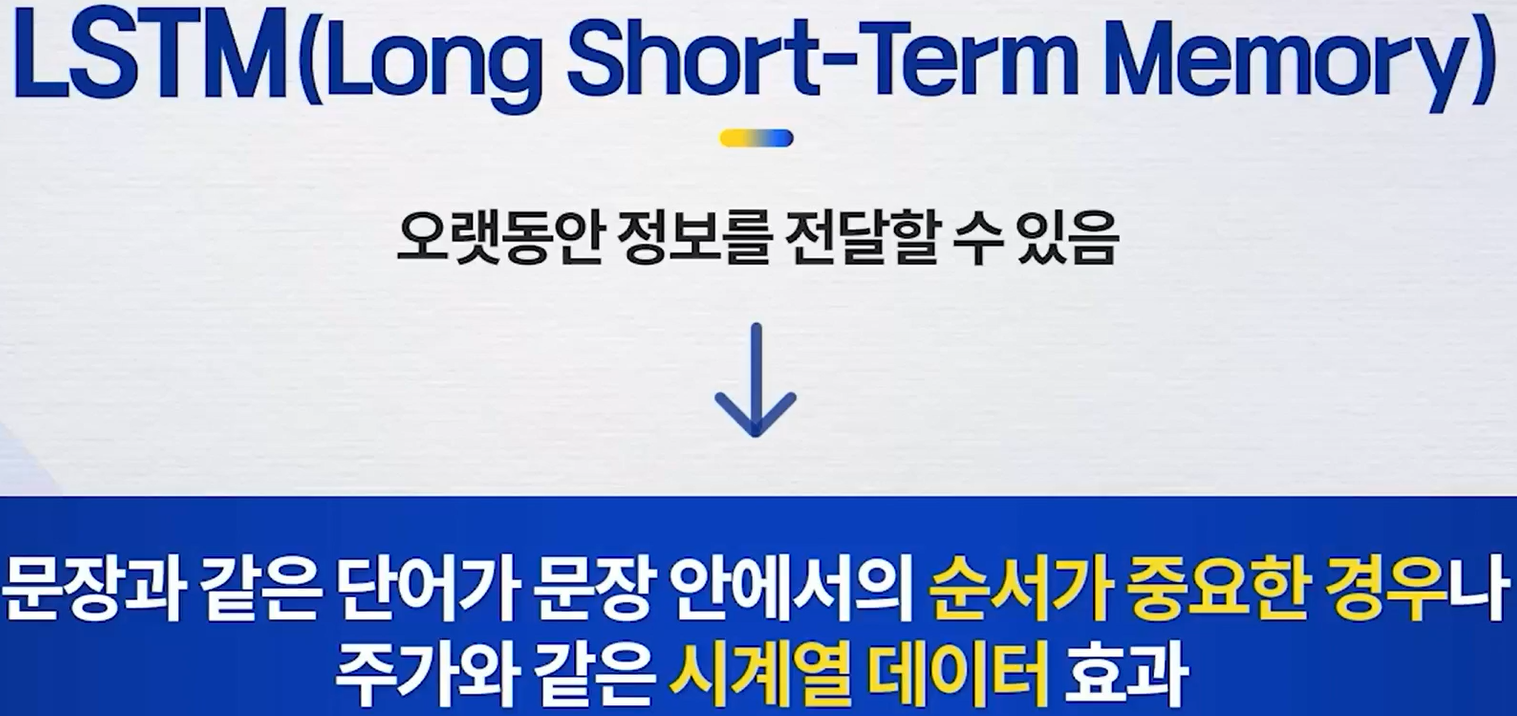 LSTM(Long Short-Term Memory)
오랫동안 정보를 전달할 수 있음
문장과 같은 단어가 문장 안에서의 순서가 중요한 경우나
주가와 같은 시계열 데이터 효과